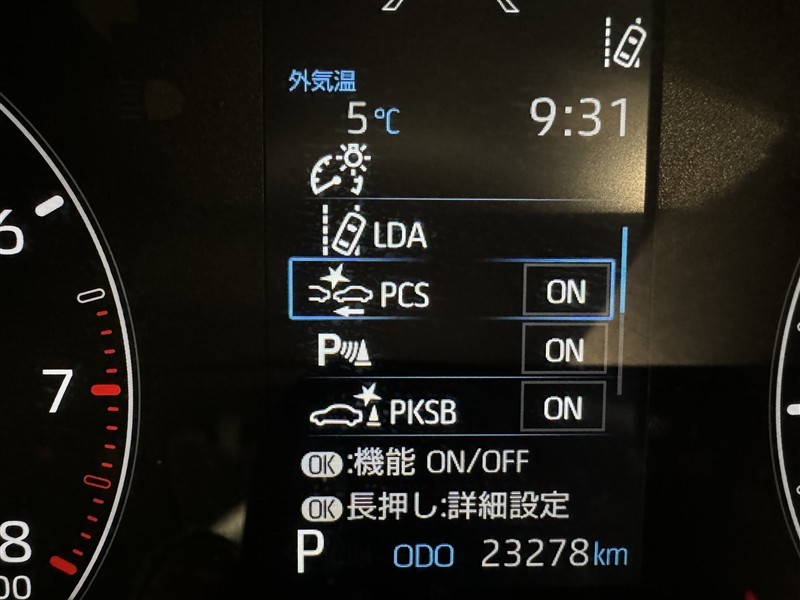 外気温
5℃ 9:31
LDA
PCS ON
P ON
PKSB ON
OK:機能 ON/OFF
OK長押し:詳細設定
P ODO 23278km
6
7
8